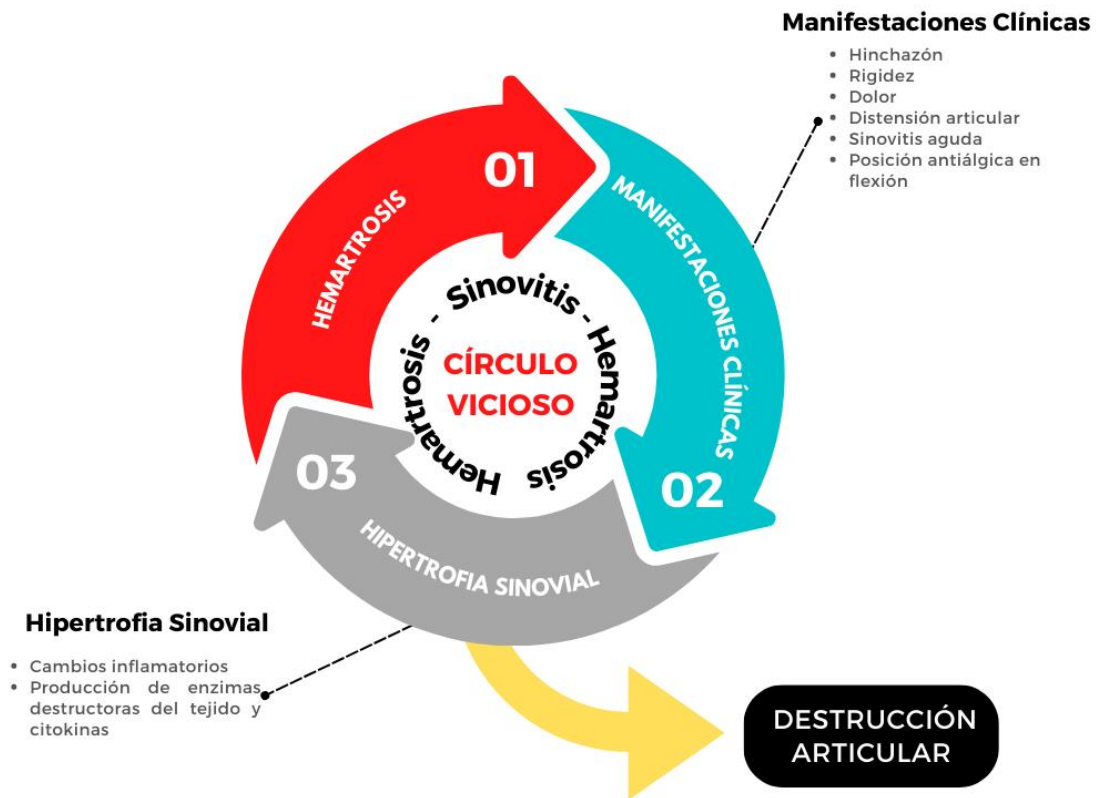 Manifestaciones Clínicas
• Hinchazón
• Rigidez
• Dolor
• Distensión articular
• Sinovitis aguda
• Posición antiálgica en
flexión
01
HEMARTROSIS
MANIFESTACIONES CLÍNICAS
02
Hemartrosis - Sinovitis - Hemartrosis
CÍRCULO
VICIOSO
03
HIPERTROFIA SINOVIAL
Hipertrofia Sinovial
• Cambios inflamatorios
• Producción de enzimas
destructoras del tejido y
citokinas
DESTRUCCIÓN
ARTICULAR